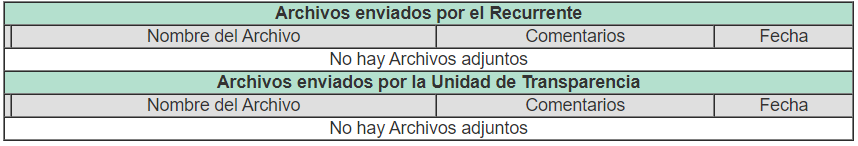 Archivos enviados por el Recurrente
Nombre del Archivo Comentarios Fecha
No hay Archivos adjuntos
Archivos enviados por la Unidad de Transparencia
Nombre del Archivo Comentarios Fecha
No hay Archivos adjuntos